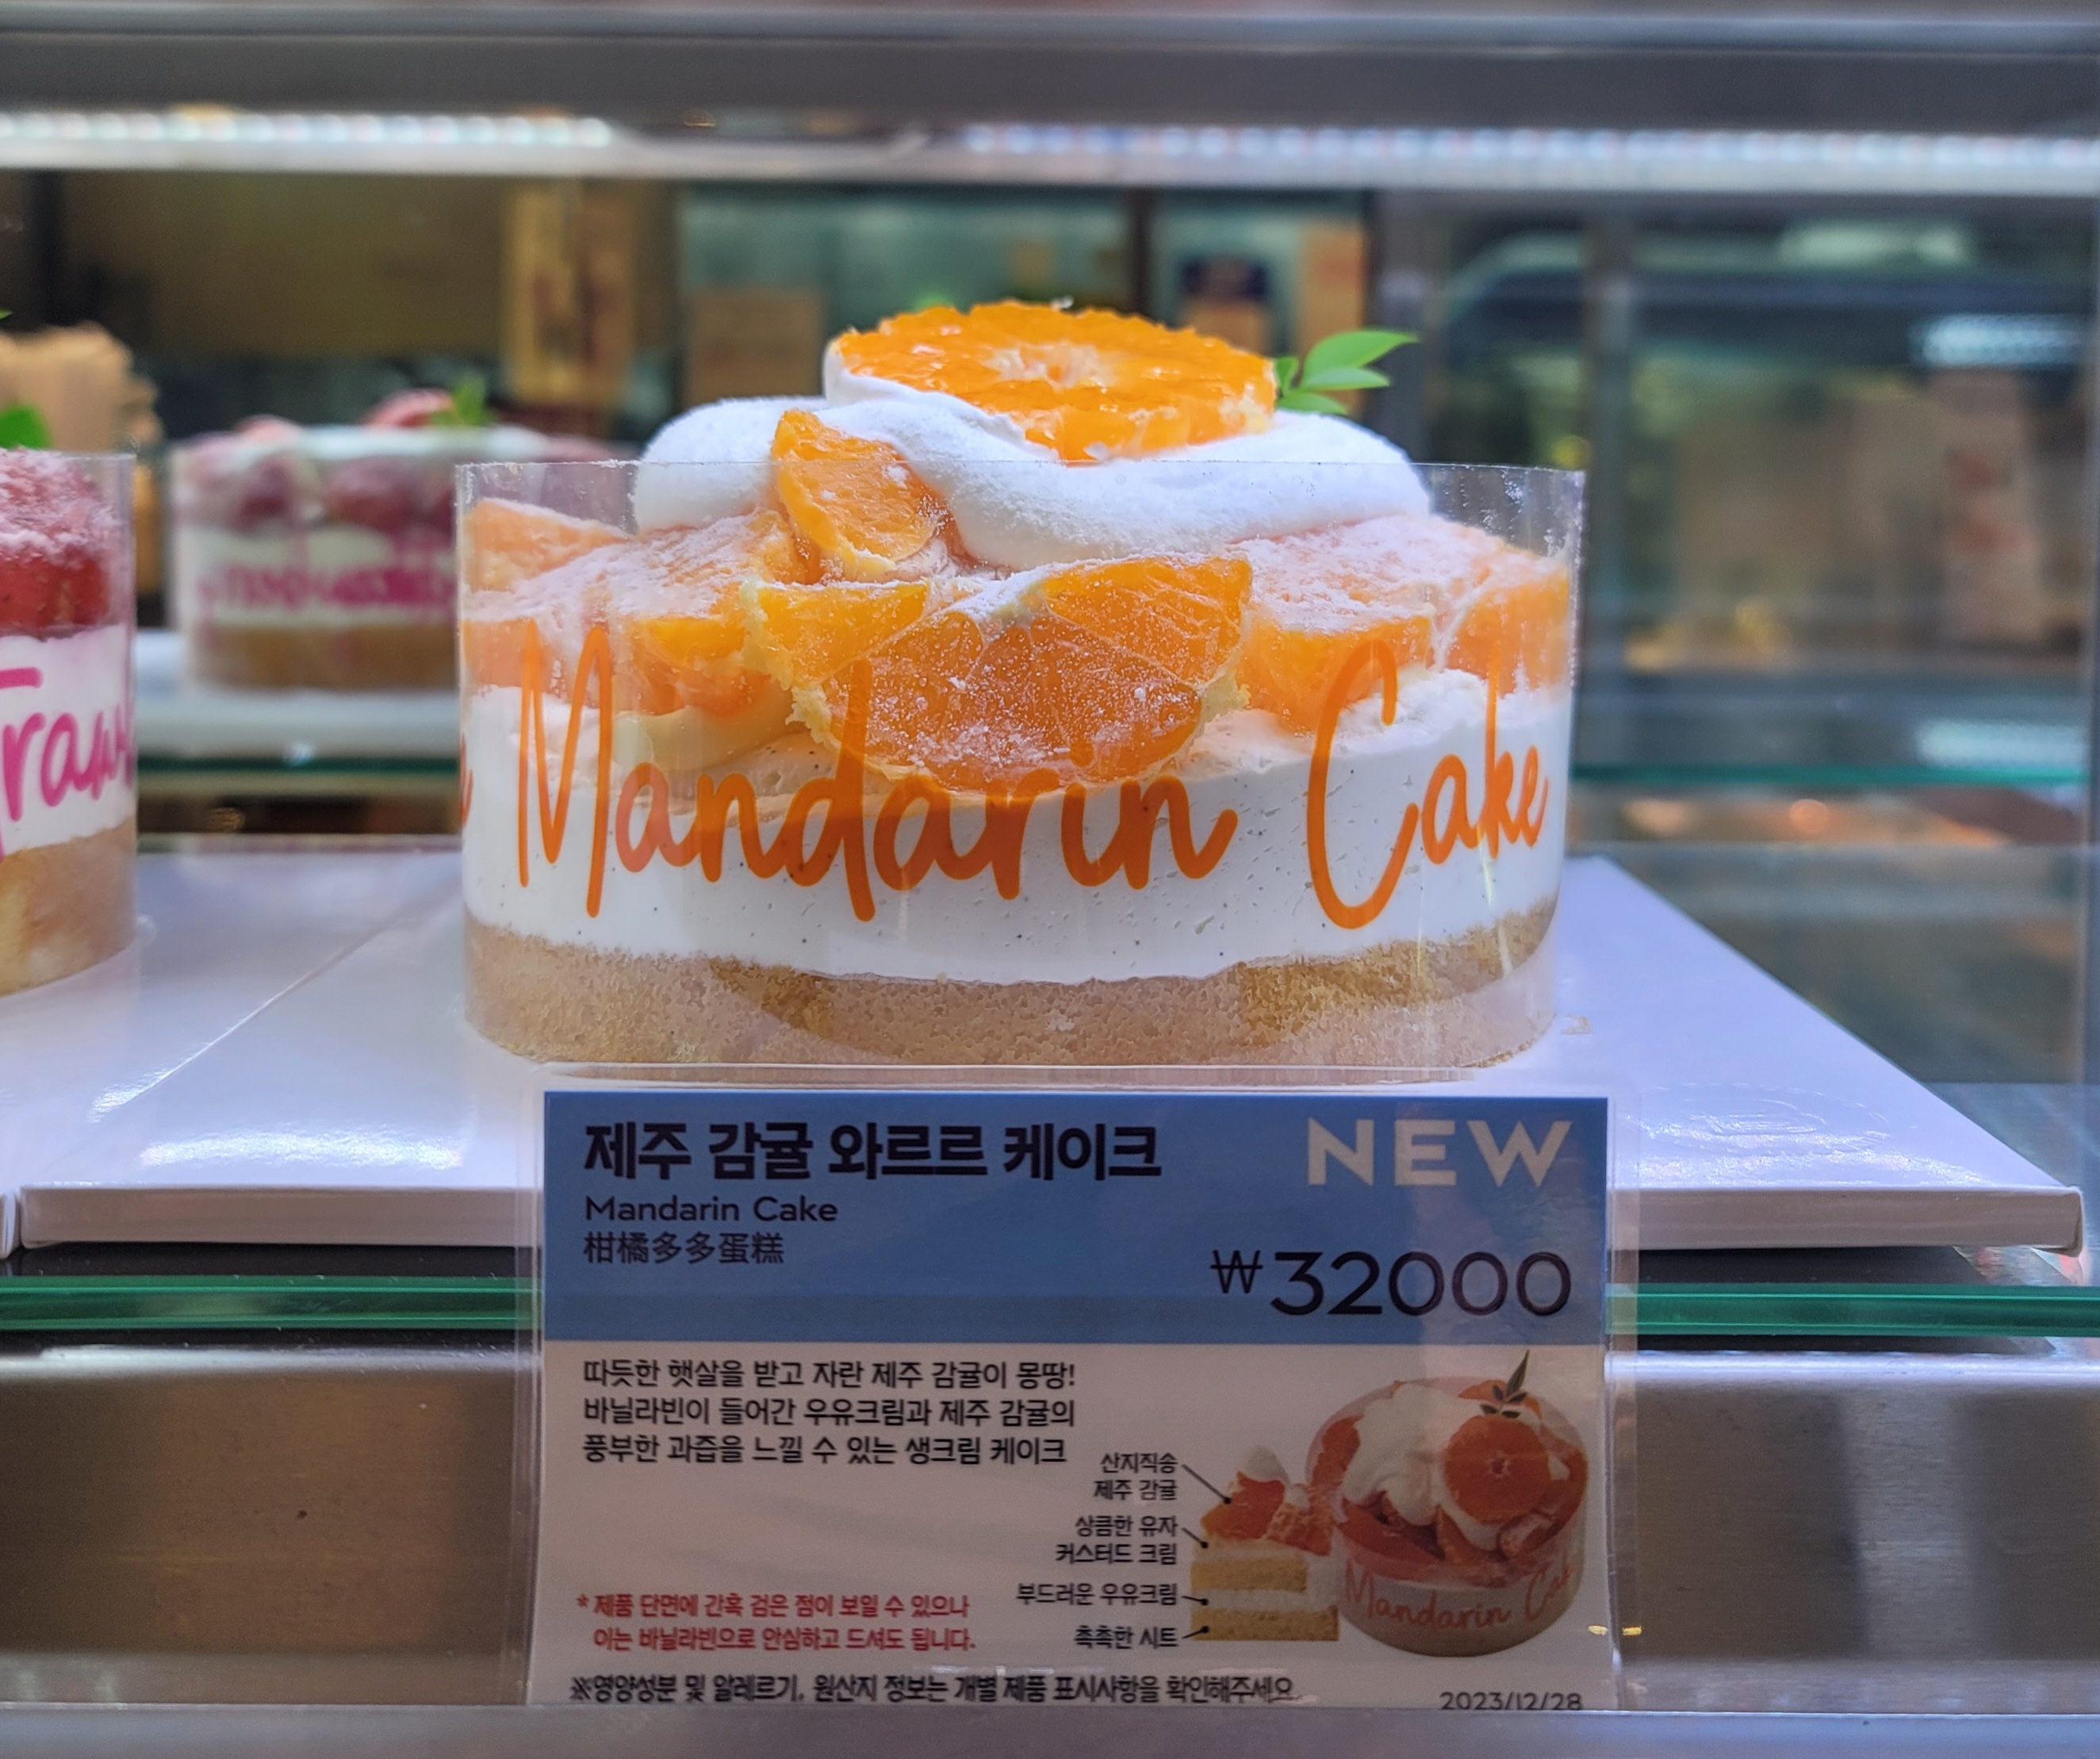 Mandarin Cake
제주 감귤 와르르 케이크
NEW
Mandarin Cake
柑橘多多蛋糕
₩32000
따듯한 햇살을 받고 자란 제주 감귤이 몽땅!
바닐라빈이 들어간 우유크림과 제주 감귤의
풍부한 과즙을 느낄 수 있는 생크림 케이크
산지직송
제주 감귤
상큼한 유자
커스터드 크림
부드러운 우유크림
촉촉한 시트
Mandarin Cake
* 제품 단면에 간혹 검은 점이 보일 수 있으나
이는 바닐라빈으로 안심하고 드셔도 됩니다.
※영양성분 및 알레르기, 원산지 정보는 개별 제품 표시사항을 확인해주세요.
2023/12/28